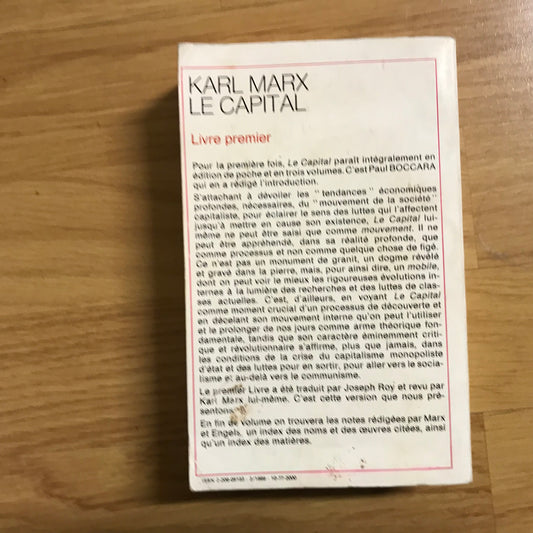 KARL MARX
LE CAPITAL
Livre premier
Pour la première fois, Le Capital paraît intégralement en
édition de poche et en trois volumes. C'est Paul BOCCARA
qui en a rédigé l'introduction.
S'attachant à dévoiler les "tendances" économiques
profondes, nécessaires, du "mouvement de la société"
capitaliste, pour éclairer le sens des luttes qui l'affectent
jusqu'à mettre en cause son existence, Le Capital lui-
même ne peut être saisi que comme mouvement. Il ne
peut être appréhendé, dans sa réalité profonde, que
comme processus et non comme quelque chose de figé.
Ce n'est pas un monument de granit, un dogme révélé
et gravé dans la pierre, mais, pour ainsi dire, un mobile,
dont on peut voir le mieux les rigoureuses évolutions in-
ternes à la lumière des recherches et des luttes de clas-
ses actuelles. C'est, d'ailleurs, en voyant Le Capital
comme moment crucial d'un processus de découverte et
en décelant son mouvement interne qu'on peut l'utiliser
et le prolonger de nos jours comme arme théorique fon-
damentale, tandis que son caractère éminemment criti-
que et révolutionnaire s'affirme, plus que jamais, dans
les conditions de la crise du capitalisme monopoliste
d'état et des luttes pour en sortir, pour aller vers le socia-
lisme et au-delà vers le communisme.
Le premier Livre a été traduit par Joseph Roy et revu par
Karl Marx lui-même. C'est cette version que nous pré-
sentons.
En fin de volume on trouvera les notes rédigées par Marx
et Engels, un index des noms et des œuvres citées, ainsi
qu'un index des matières.